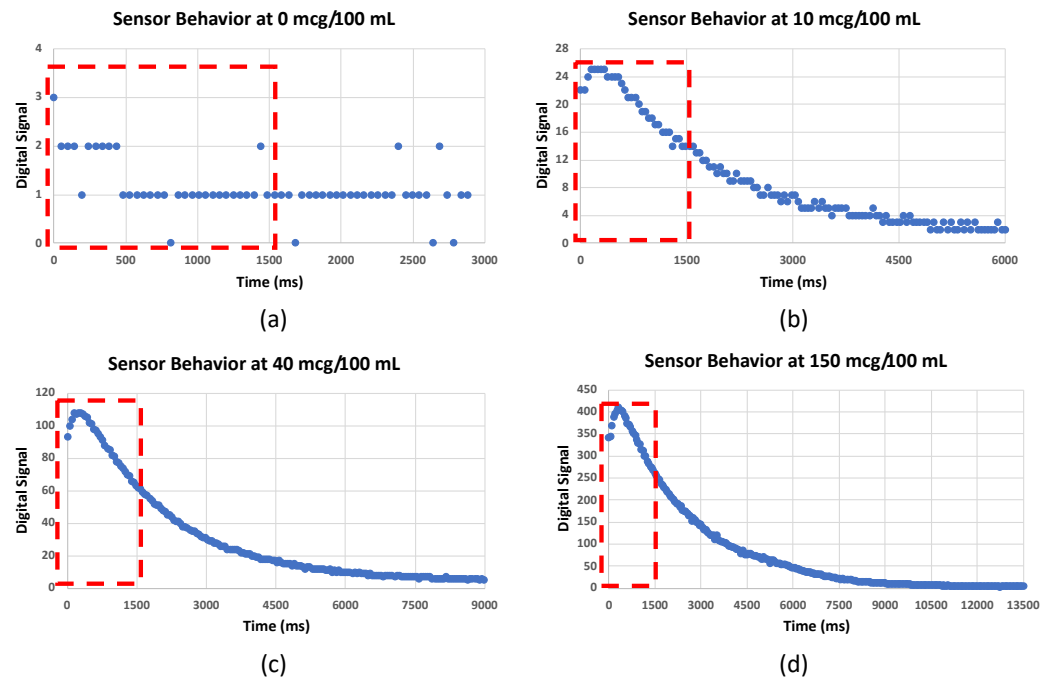 Sensor Behavior at 0 mcg/100 mL
4
3
2
1
0
Digital Signal
0 500 1000 1500 2000 2500 3000
Time (ms)
(a)
Sensor Behavior at 10 mcg/100 mL
28
24
20
16
12
8
4
0
Digital Signal
0 1500 3000 4500 6000
Time (ms)
(b)
Sensor Behavior at 40 mcg/100 mL
120
100
80
60
40
20
0
Digital Signal
0 1500 3000 4500 6000 7500 9000
Time (ms)
(c)
Sensor Behavior at 150 mcg/100 mL
450
400
350
300
250
200
150
100
50
0
Digital Signal
0 1500 3000 4500 6000 7500 9000 10500 12000 13500
Time (ms)
(d)